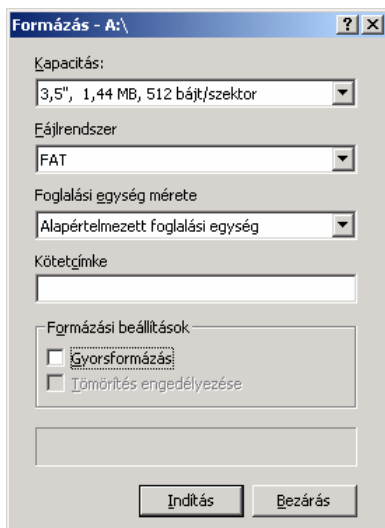 Formázás - A:\
Kapacitás:
3,5", 1,44 MB, 512 bájt/szektor
Fájlrendszer
FAT
Foglalási egység mérete
Alapértelmezett foglalási egység
Kötetcímke
Formázási beállítások
Gyorsformázás
Tömörítés engedélyezése
Indítás Bezárás